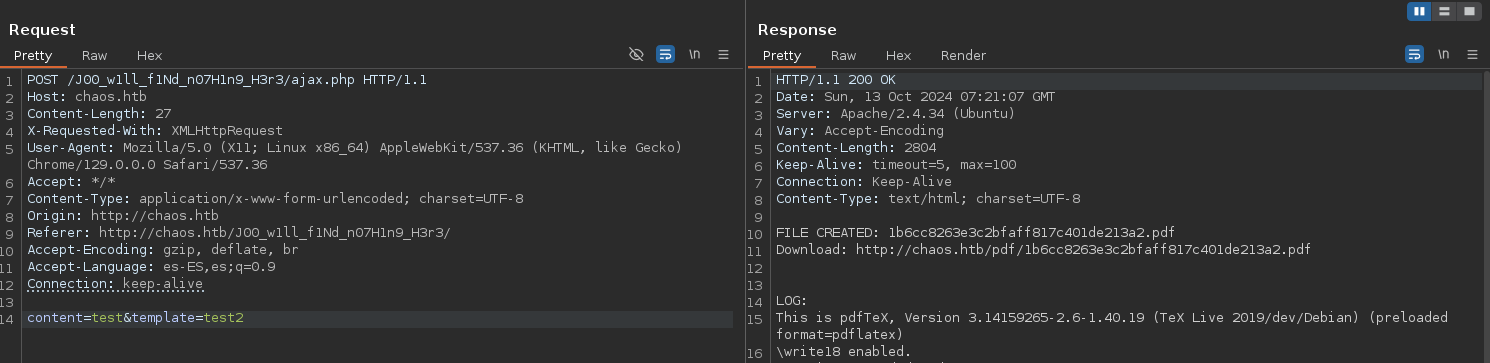 Request
Pretty Raw Hex
\n
1 POST /J00_w1ll_f1Nd_n07H1n9_H3r3/ajax.php HTTP/1.1
2 Host: chaos.htb
3 Content-Length: 27
4 X-Requested-With: XMLHttpRequest
5 User-Agent: Mozilla/5.0 (X11; Linux x86_64) AppleWebKit/537.36 (KHTML, like Gecko)
Chrome/129.0.0.0 Safari/537.36
6 Accept: */*
7 Content-Type: application/x-www-form-urlencoded; charset=UTF-8
8 Origin: http://chaos.htb
9 Referer: http://chaos.htb/J00_w1ll_f1Nd_n07H1n9_H3r3/
10 Accept-Encoding: gzip, deflate, br
11 Accept-Language: es-ES,es;q=0.9
12 Connection: keep-alive
13
14 content=test&template=test2
Response
Pretty Raw Hex Render
\n
1 HTTP/1.1 200 OK
2 Date: Sun, 13 Oct 2024 07:21:07 GMT
3 Server: Apache/2.4.34 (Ubuntu)
4 Vary: Accept-Encoding
5 Content-Length: 2804
6 Keep-Alive: timeout=5, max=100
7 Connection: Keep-Alive
8 Content-Type: text/html; charset=UTF-8
9
10 FILE CREATED: 1b6cc8263e3c2bfaff817c401de213a2.pdf
11 Download: http://chaos.htb/pdf/1b6cc8263e3c2bfaff817c401de213a2.pdf
12
13
14 LOG:
15 This is pdfTeX, Version 3.14159265-2.6-1.40.19 (TeX Live 2019/dev/Debian) (preloaded
format=pdflatex)
16 \write18 enabled.